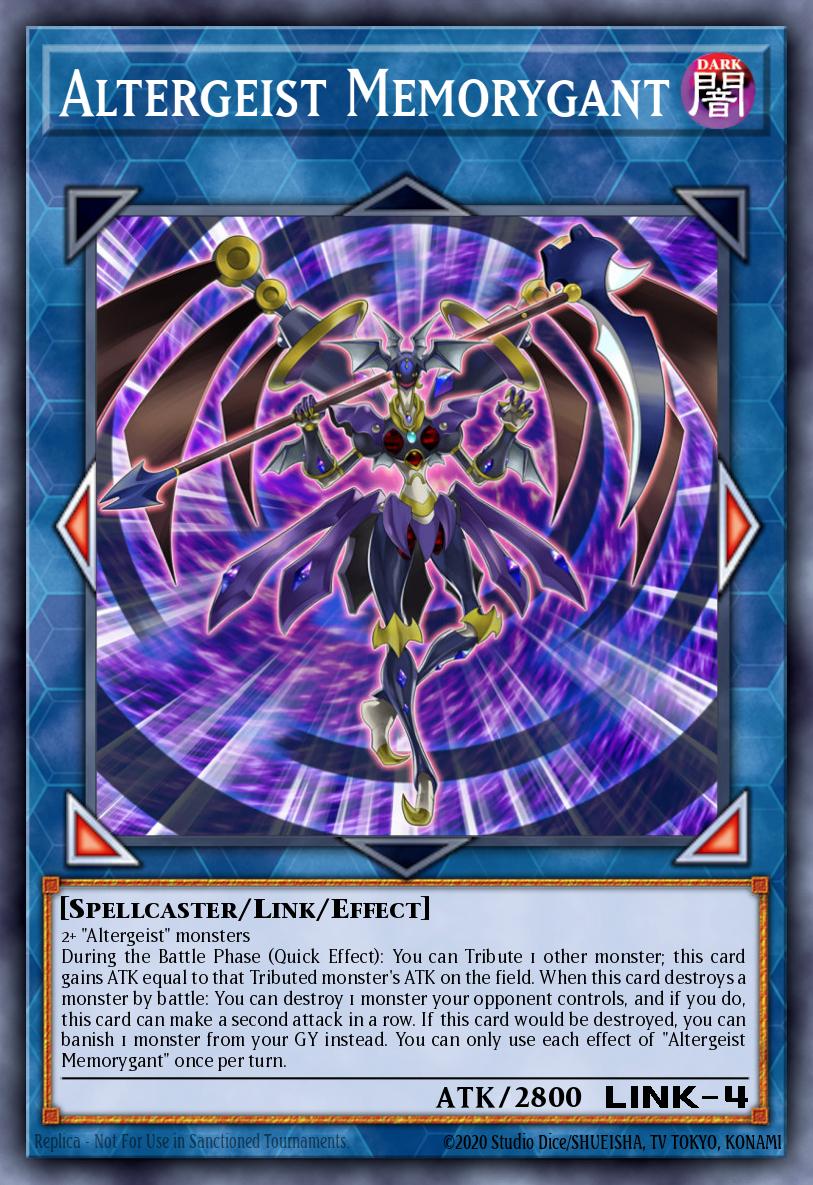 ALTERGEIST MEMORYGANT
DARK
闇
[SPELLCASTER/LINK/EFFECT]
2+ "Altergeist" monsters
During the Battle Phase (Quick Effect): You can Tribute 1 other monster; this card
gains ATK equal to that Tributed monster's ATK on the field. When this card destroys a
monster by battle: You can destroy 1 monster your opponent controls, and if you do,
this card can make a second attack in a row. If this card would be destroyed, you can
banish 1 monster from your GY instead. You can only use each effect of "Altergeist
Memorygant" once per turn.
ATK/2800 LINK-4
Replica - Not For Use in Sanctioned Tournaments.
©2020 Studio Dice/SHUEISHA, TV TOKYO, KONAMI